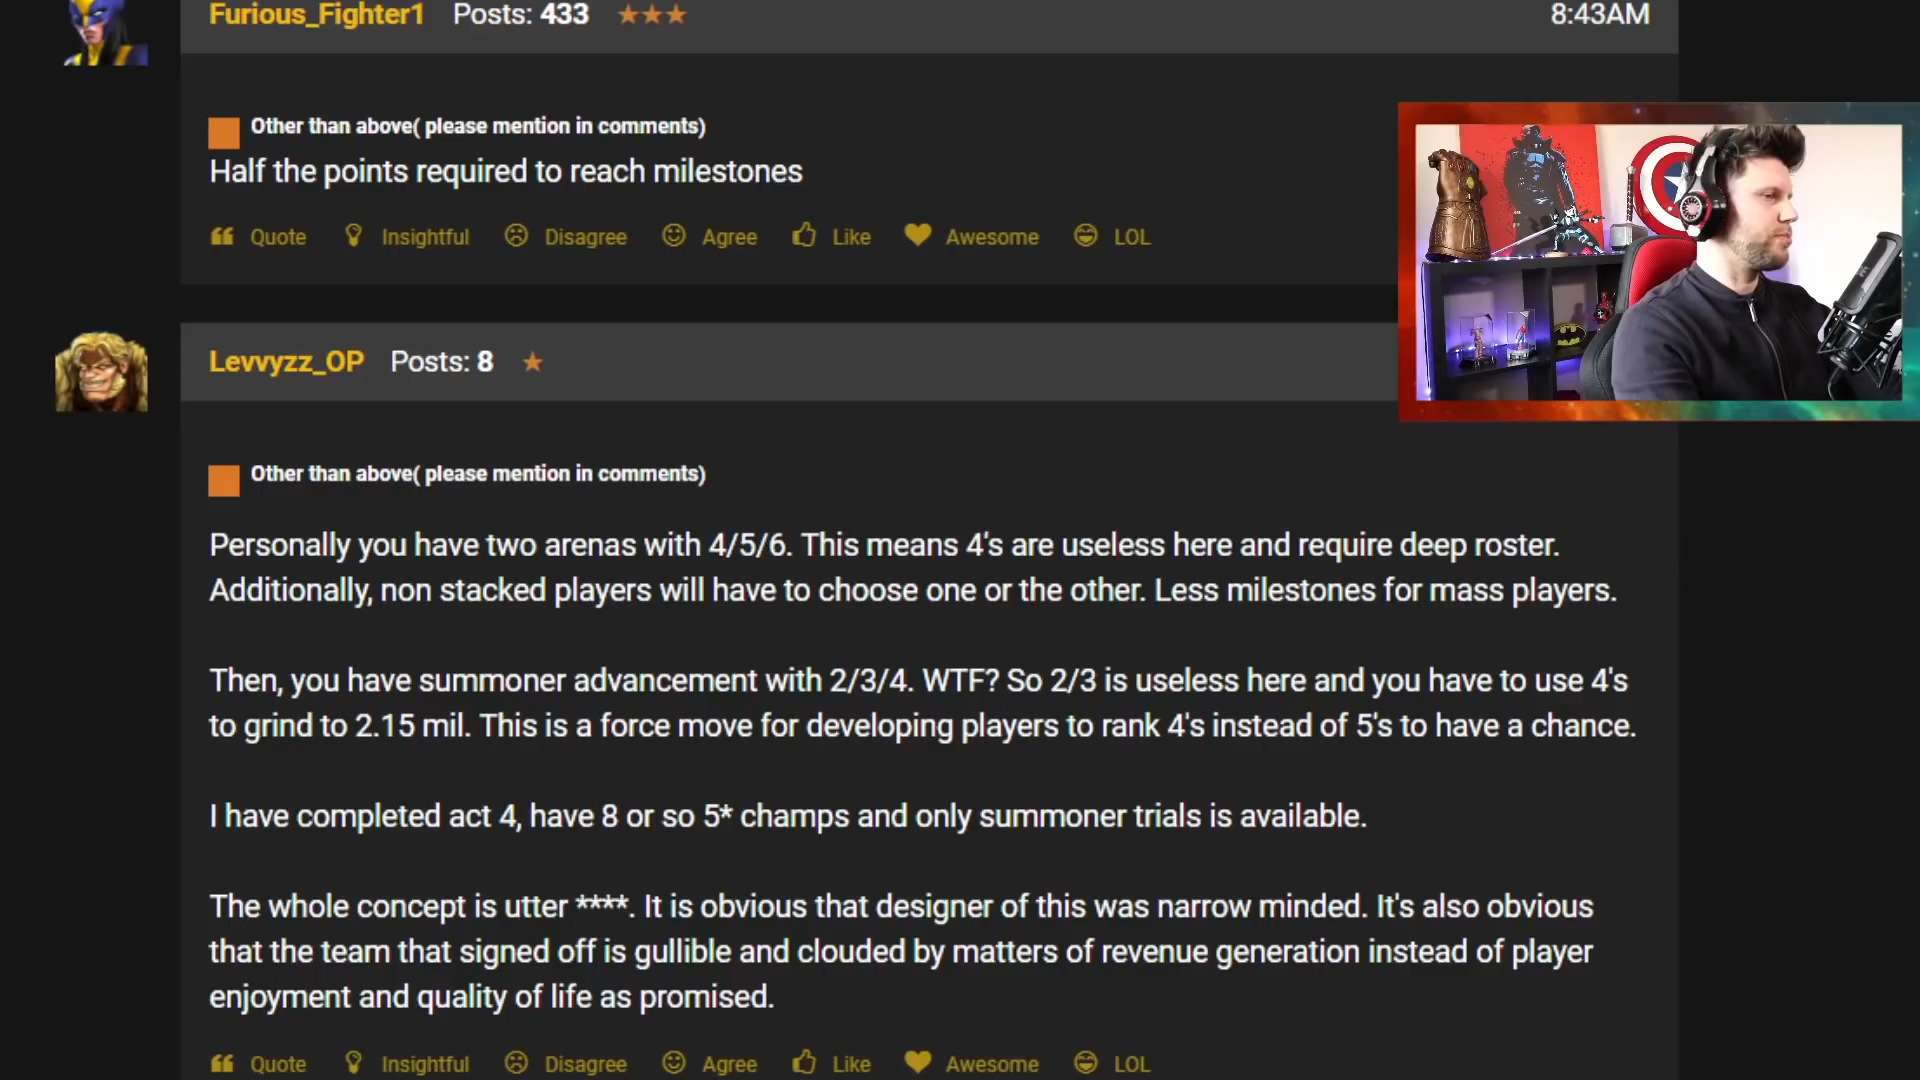 Furious_Fighter1 Posts: 433 8:43AM
Other than above( please mention in comments)
Half the points required to reach milestones
Quote Insightful Disagree Agree Like Awesome LOL
Levvyzz_OP Posts: 8
Other than above( please mention in comments)
Personally you have two arenas with 4/5/6. This means 4's are useless here and require deep roster.
Additionally, non stacked players will have to choose one or the other. Less milestones for mass players.
Then, you have summoner advancement with 2/3/4. WTF? So 2/3 is useless here and you have to use 4's
to grind to 2.15 mil. This is a force move for developing players to rank 4's instead of 5's to have a chance.
I have completed act 4, have 8 or so 5* champs and only summoner trials is available.
The whole concept is utter ****. It is obvious that designer of this was narrow minded. It's also obvious
that the team that signed off is gullible and clouded by matters of revenue generation instead of player
enjoyment and quality of life as promised.
Quote Insightful Disagree Agree Like Awesome LOL